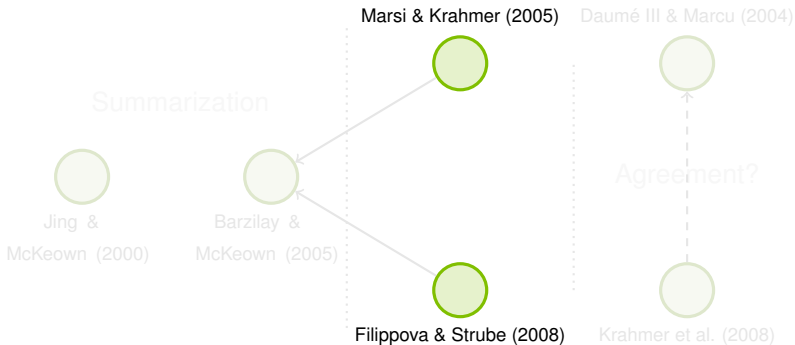 Marsi & Krahmer (2005)
Daumé III & Marcu (2004)
Summarization
Agreement?
Jing &
McKeown (2000)
Barzilay &
McKeown (2005)
Filippova & Strube (2008)
Krahmer et al. (2008)